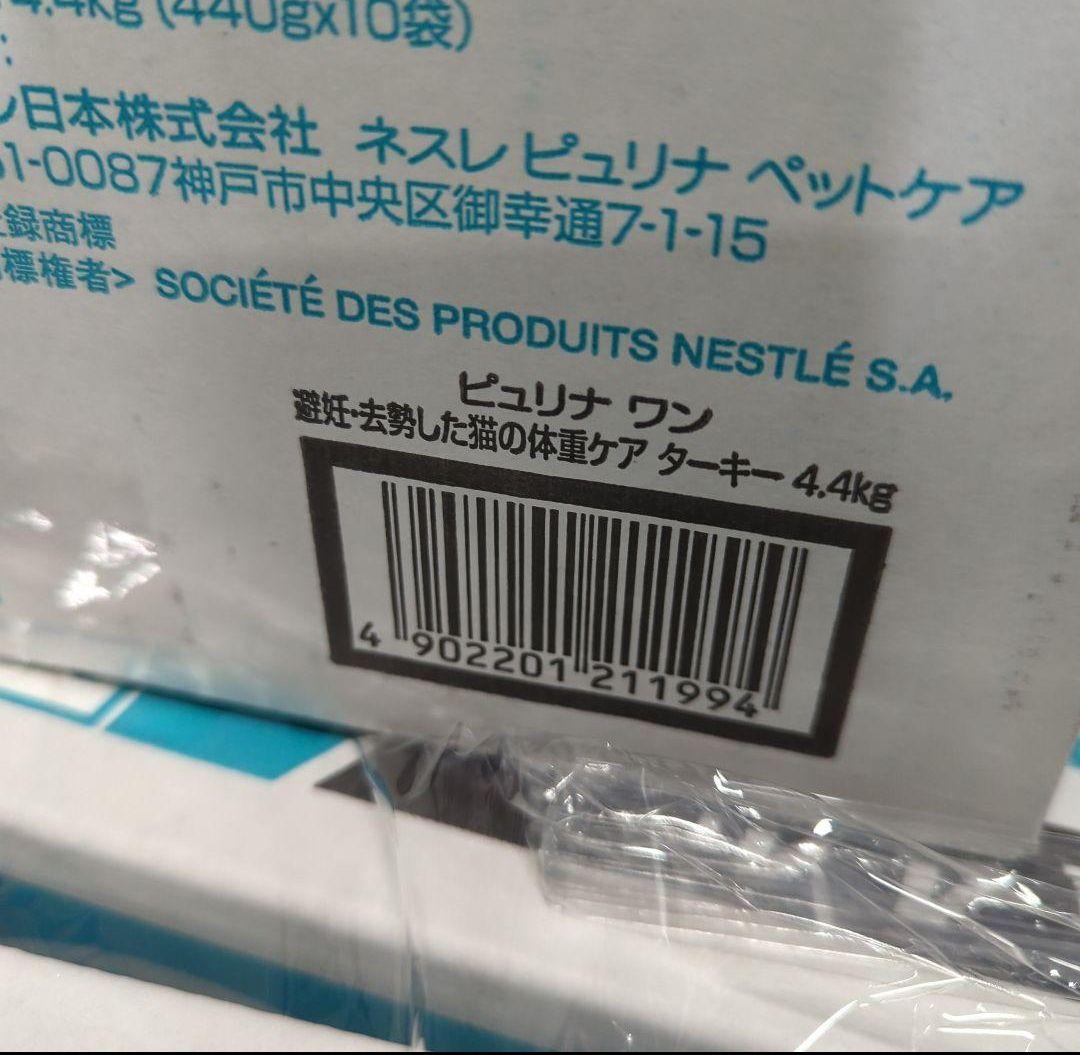 4.4kg (440gx10袋)
日本株式会社 ネスレ ピュリナ ペットケア
1-0087神戸市中央区御幸通7-1-15
録商標
標権者> SOCIÉTÉ DES PRODUITS NESTLÉ S.A.
ピュリナ ワン
避妊・去勢した猫の体重ケア ターキー 4.4kg
4 902201 211994